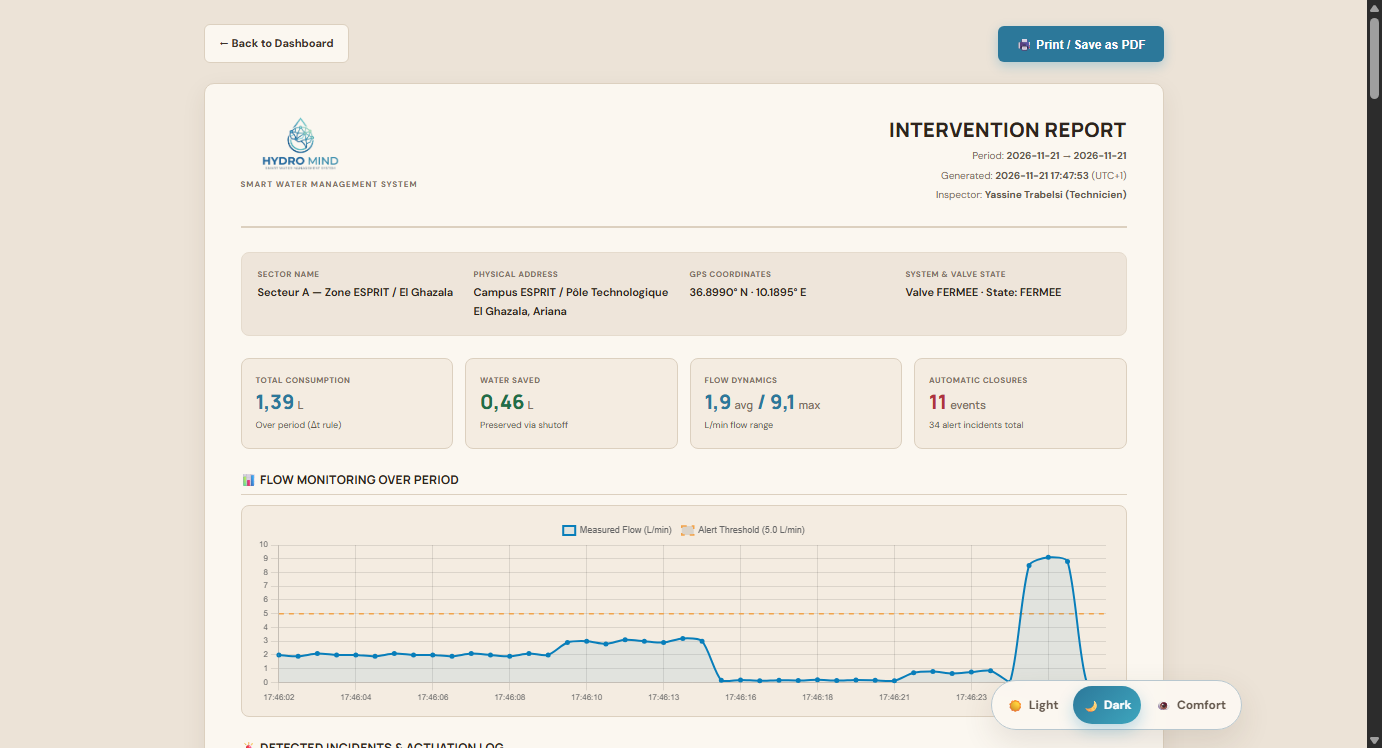 ← Back to Dashboard
Print / Save as PDF
HYDRO MIND
SMART WATER MANAGEMENT SYSTEM
INTERVENTION REPORT
Period: 2026-11-21 → 2026-11-21
Generated: 2026-11-21 17:47:53 (UTC+1)
Inspector: Yassine Trabelsi (Technicien)
SECTOR NAME
Secteur A — Zone ESPRIT / El Ghazala
PHYSICAL ADDRESS
Campus ESPRIT / Pôle Technologique
El Ghazala, Ariana
GPS COORDINATES
36.8990° N · 10.1895° E
SYSTEM & VALVE STATE
Valve FERMEE · State: FERMEE
TOTAL CONSUMPTION
1,39 L
Over period (Δt rule)
WATER SAVED
0,46 L
Preserved via shutoff
FLOW DYNAMICS
1,9 avg / 9,1 max
L/min flow range
AUTOMATIC CLOSURES
11 events
34 alert incidents total
FLOW MONITORING OVER PERIOD
Measured Flow (L/min) Alert Threshold (5.0 L/min)
10
9
8
7
6
5
4
3
2
1
0
17:46:02 17:46:04 17:46:06 17:46:08 17:46:10 17:46:13 17:46:16 17:46:18 17:46:21 17:46:23
Light Dark Comfort
DETECTED INCIDENTS & ACTUATION LOG